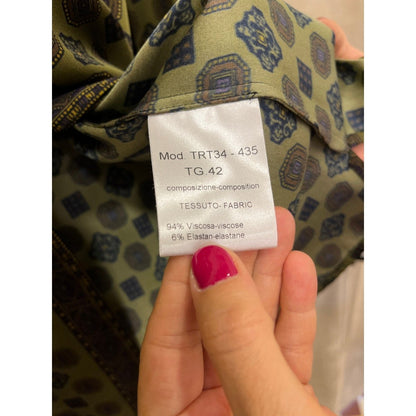 Mod. TRT34 - 435
TG.42
composizione-composition
TESSUTO- FABRIC
94% Viscosa-viscose
6% Elastan-elastane